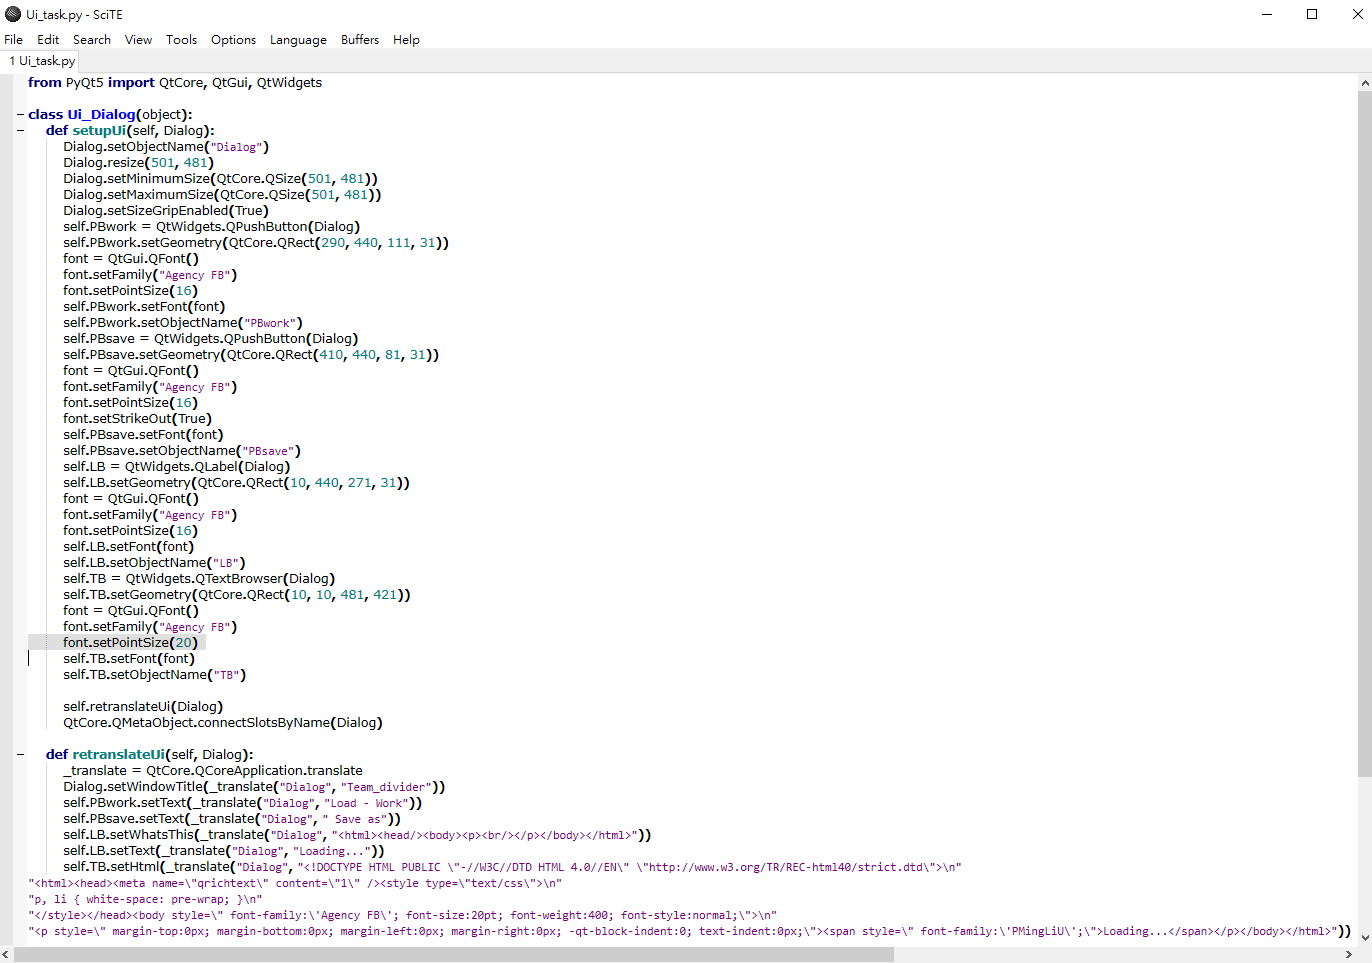 Ui_task.py - SciTE
File Edit Search View Tools Options Language Buffers Help
1 Ui_task.py
from PyQt5 import QtCore, QtGui, QtWidgets
class Ui_Dialog(object):
def setupUi(self, Dialog):
Dialog.setObjectName("Dialog")
Dialog.resize(501, 481)
Dialog.setMinimumSize(QtCore.QSize(501, 481))
Dialog.setMaximumSize(QtCore.QSize(501, 481))
Dialog.setSizeGripEnabled(True)
self.PBwork = QtWidgets.QPushButton(Dialog)
self.PBwork.setGeometry(QtCore.QRect(290, 440, 111, 31))
font = QtGui.QFont()
font.setFamily("Agency FB")
font.setPointSize(16)
self.PBwork.setFont(font)
self.PBwork.setObjectName("PBwork")
self.PBsave = QtWidgets.QPushButton(Dialog)
self.PBsave.setGeometry(QtCore.QRect(410, 440, 81, 31))
font = QtGui.QFont()
font.setFamily("Agency FB")
font.setPointSize(16)
font.setStrikeOut(True)
self.PBsave.setFont(font)
self.PBsave.setObjectName("PBsave")
self.LB = QtWidgets.QLabel(Dialog)
self.LB.setGeometry(QtCore.QRect(10, 440, 271, 31))
font = QtGui.QFont()
font.setFamily("Agency FB")
font.setPointSize(16)
self.LB.setFont(font)
self.LB.setObjectName("LB")
self.TB = QtWidgets.QTextBrowser(Dialog)
self.TB.setGeometry(QtCore.QRect(10, 10, 481, 421))
font = QtGui.QFont()
font.setFamily("Agency FB")
font.setPointSize(20)
self.TB.setFont(font)
self.TB.setObjectName("TB")
self.retranslateUi(Dialog)
QtCore.QMetaObject.connectSlotsByName(Dialog)
def retranslateUi(self, Dialog):
_translate = QtCore.QCoreApplication.translate
Dialog.setWindowTitle(_translate("Dialog", "Team_divider"))
self.PBwork.setText(_translate("Dialog", "Load - Work"))
self.PBsave.setText(_translate("Dialog", " Save as"))
self.LB.setWhatsThis(_translate("Dialog", "<html><head/><body><p><br/></p></body></html>"))
self.LB.setText(_translate("Dialog", "Loading..."))
self.TB.setHtml(_translate("Dialog", "<!DOCTYPE HTML PUBLIC \"-//W3C//DTD HTML 4.0//EN\" \"http://www.w3.org/TR/REC-html40/strict.dtd\">\n"
"<html><head><meta name=\"qrichtext\" content=\"1\" /><style type=\"text/css\">\n"
"p, li { white-space: pre-wrap; }\n"
"</style></head><body style=\" font-family:\'Agency FB\'; font-size:20pt; font-weight:400; font-style:normal;\">\n"
"<p style=\" margin-top:0px; margin-bottom:0px; margin-left:0px; margin-right:0px; -qt-block-indent:0; text-indent:0px;\"><span style=\" font-family:\'PMingLiU\';\">Loading...</span></p></body></html>"))